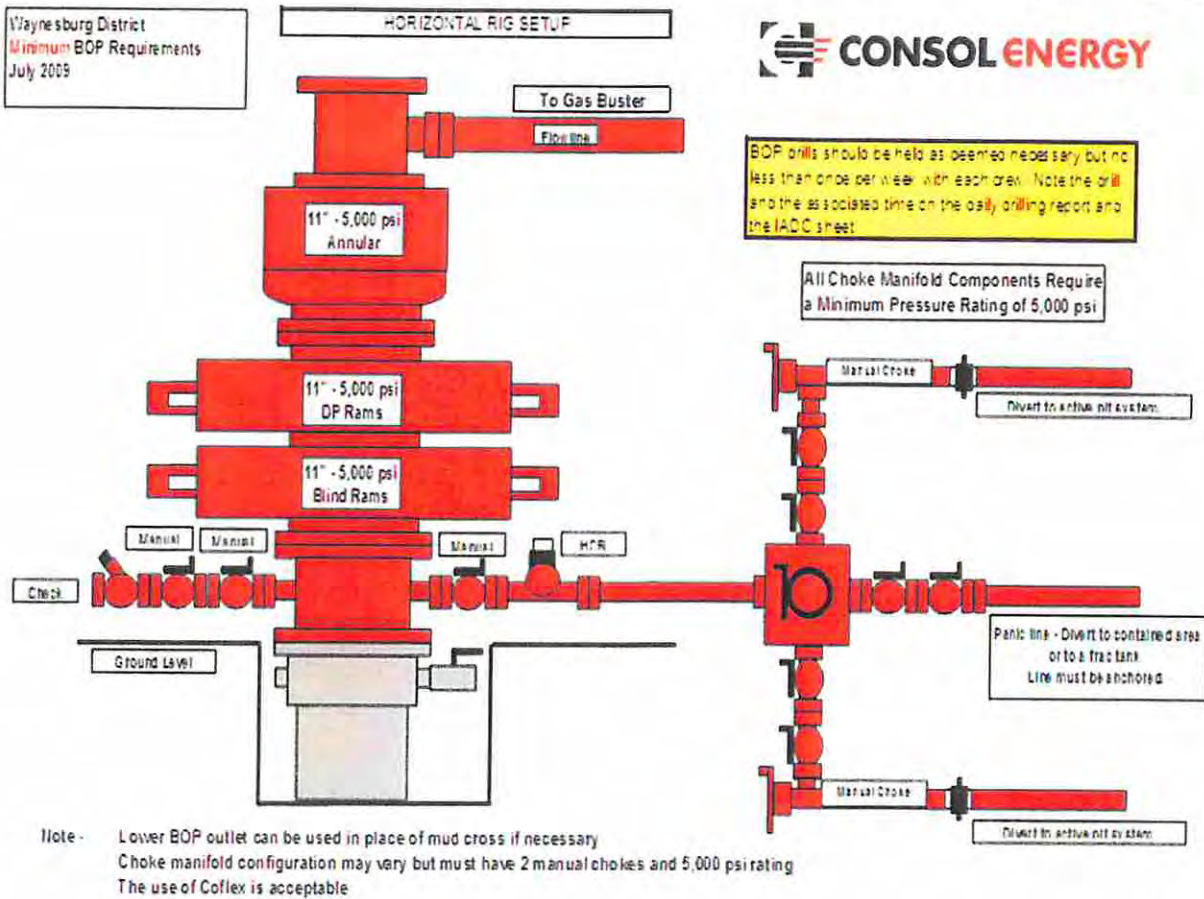 Waynesburg District
Minimum BOP Requirements
July 2009
HORIZONTAL RIG SETUP
CONSOL ENERGY
To Gas Buster
Flowline
BOP drills should be held as deemed necessary but no
less than once per week with each crew. Note the drill
and the associated time on the daily drilling report and
the IADC sheet
11" - 5,000 psi
Annular
All Choke Manifold Components Require
a Minimum Pressure Rating of 5,000 psi
11" - 5,000 psi
DP Rams
Manual Choke
Divert to active pit system
11" - 5,000 psi
Blind Rams
Manual
Manual
Manual
HCR
Check
Ground Level
Panic line - Divert to contained area
or to a frac tank
Line must be anchored
Manual Choke
Divert to active pit system
Note - Lower BOP outlet can be used in place of mud cross if necessary
Choke manifold configuration may vary but must have 2 manual chokes and 5,000 psi rating
The use of Coflex is acceptable